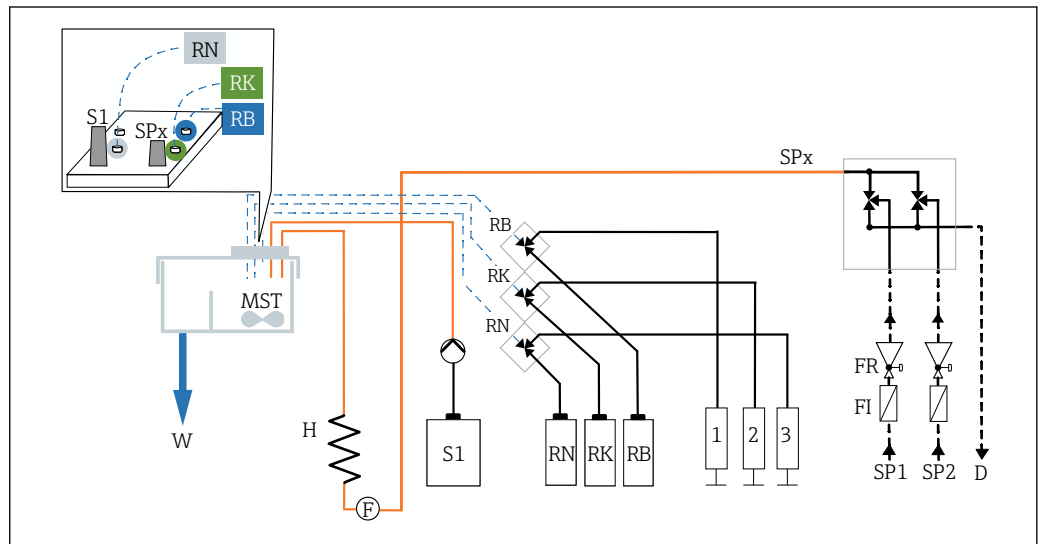 RN
RK
RB
S1
SPx
SPx
RB
RK
RN
MST
W
H
F
S1
RN
RK
RB
1
2
3
FR
FI
SP1
SP2
D